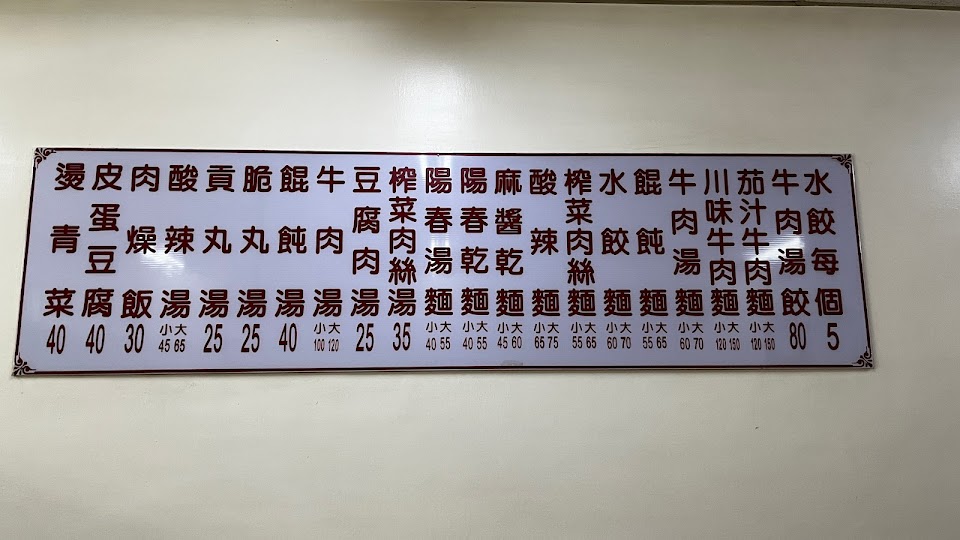 水餃每個 5
牛肉湯餃 80
茄汁牛肉麵 小大 120 150
川味牛肉麵 小大 120 150
牛肉湯麵 小大 60 70
餛飩麵 小大 55 65
水餃麵 小大 60 70
榨菜肉絲麵 小大 55 65
酸辣麵 小大 65 75
麻醬乾麵 小大 45 60
陽春乾麵 小大 40 55
陽春湯麵 小大 40 55
榨菜肉絲湯 35
豆腐肉湯 25
牛肉湯 小大 100 120
餛飩湯 40
脆丸湯 25
貢丸湯 25
酸辣湯 小大 45 65
肉燥飯 30
皮蛋豆腐 40
燙青菜 40